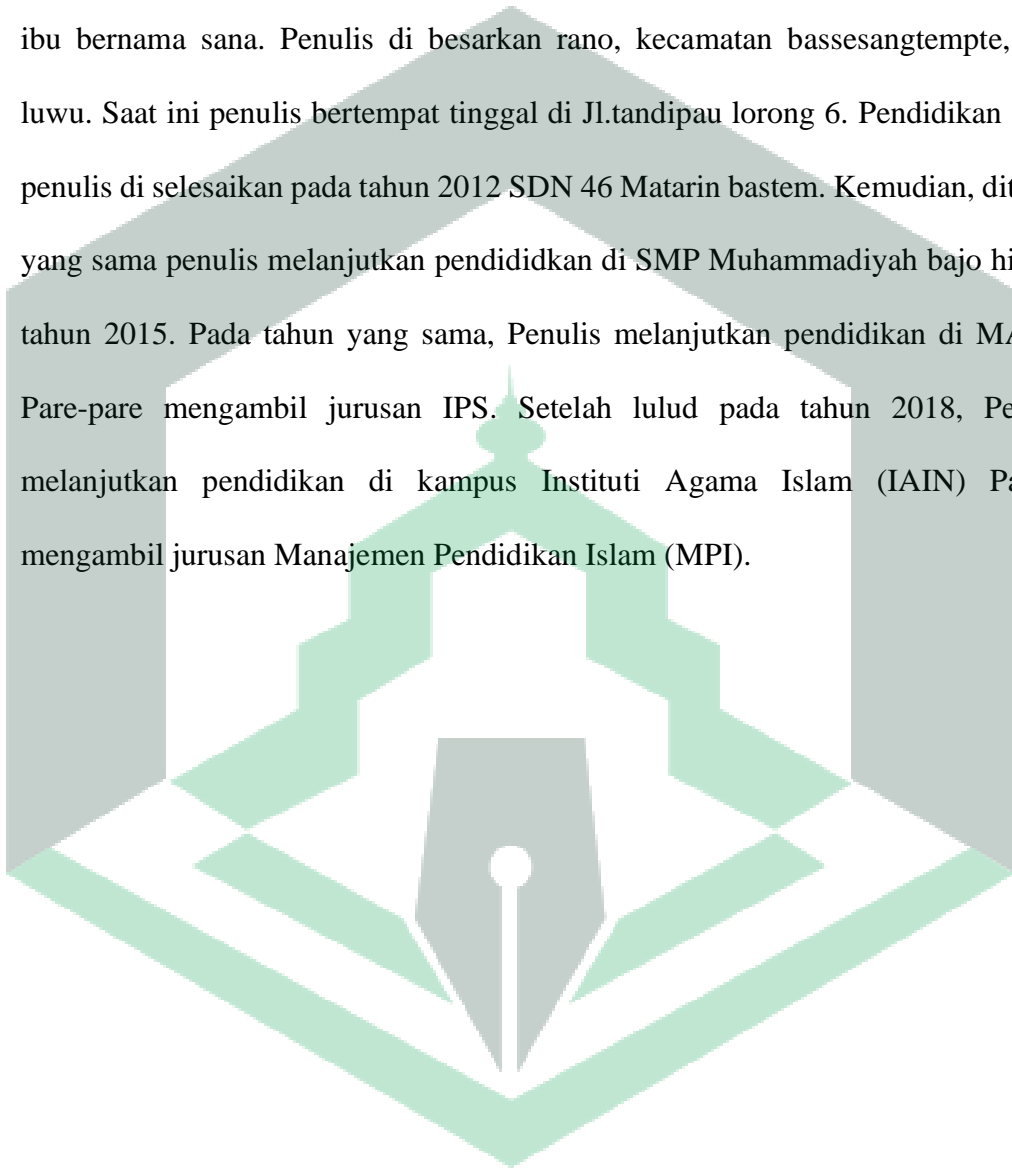 ibu bernama sana. Penulis di besarkan rano, kecamatan bassesangtempte,
luwu. Saat ini penulis bertempat tinggal di Jl.tandipau lorong 6. Pendidikan
penulis di selesaikan pada tahun 2012 SDN 46 Matarin bastem. Kemudian,
yang sama penulis melanjutkan pendididkan di SMP Muhammadiyah bajo
tahun 2015. Pada tahun yang sama, Penulis melanjutkan pendidikan di
Pare-pare mengambil jurusan IPS. Setelah lulud pada tahun 2018,
melanjutkan pendidikan di kampus Instituti Agama Islam (IAIN)
mengambil jurusan Manajemen Pendidikan Islam (MPI).